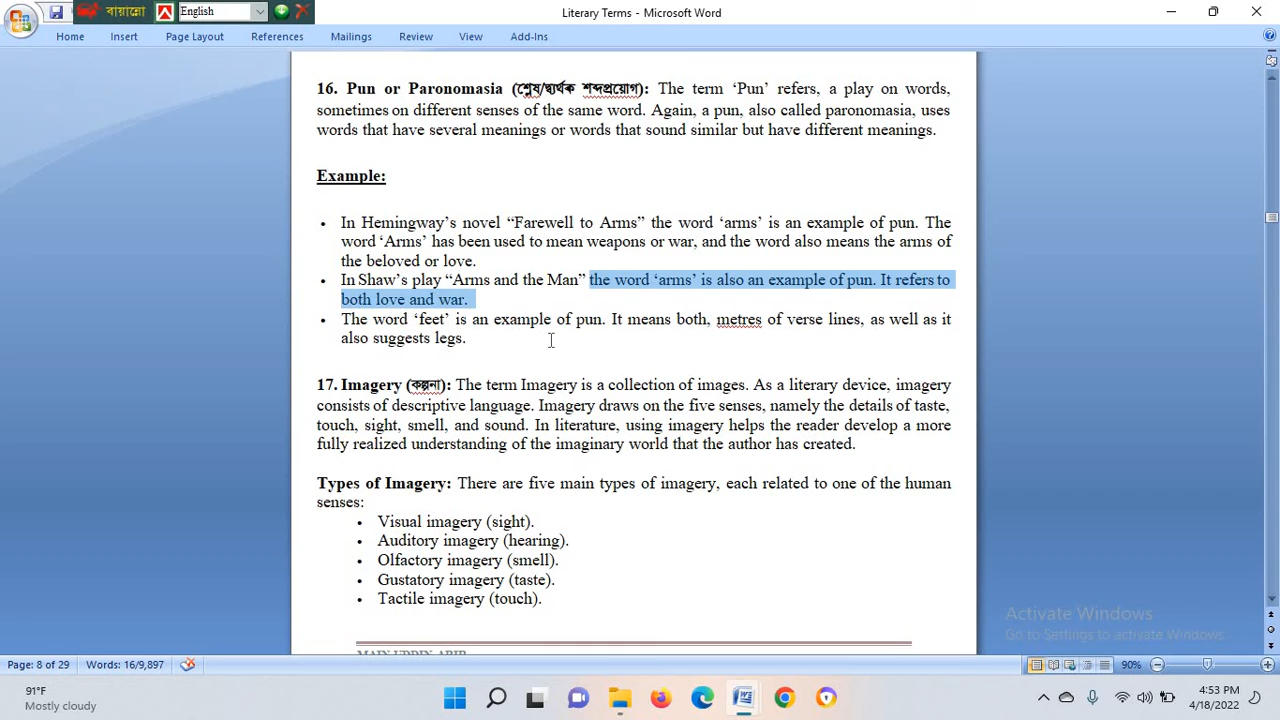 বায়ান্নো English Literary Terms - Microsoft Word
Home Insert Page Layout References Mailings Review View Add-Ins
16. Pun or Paronomasia (শ্লেষ/দ্ব্যর্থক শব্দপ্রয়োগ): The term ‘Pun’ refers, a play on words,
sometimes on different senses of the same word. Again, a pun, also called paronomasia, uses
words that have several meanings or words that sound similar but have different meanings.
Example:
• In Hemingway’s novel “Farewell to Arms” the word ‘arms’ is an example of pun. The
word ‘Arms’ has been used to mean weapons or war, and the word also means the arms of
the beloved or love.
• In Shaw’s play “Arms and the Man” the word ‘arms’ is also an example of pun. It refers to
both love and war.
• The word ‘feet’ is an example of pun. It means both, metres of verse lines, as well as it
also suggests legs.
17. Imagery (কল্পনা): The term Imagery is a collection of images. As a literary device, imagery
consists of descriptive language. Imagery draws on the five senses, namely the details of taste,
touch, sight, smell, and sound. In literature, using imagery helps the reader develop a more
fully realized understanding of the imaginary world that the author has created.
Types of Imagery: There are five main types of imagery, each related to one of the human
senses:
• Visual imagery (sight).
• Auditory imagery (hearing).
• Olfactory imagery (smell).
• Gustatory imagery (taste).
• Tactile imagery (touch).
MAIN UDDIN ABIR
Activate Windows
Go to Settings to activate Windows.
Page: 8 of 29 Words: 16/9,897 90%
91°F
Mostly cloudy
4:53 PM
4/18/2022